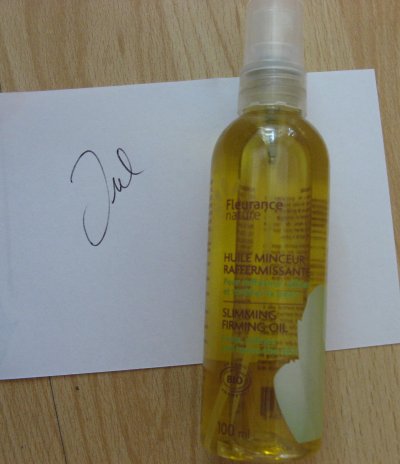 Jul
Fleurance
nature
HUILE MINCEUR
RAFFERMISSANTE
SLIMMING
FIRMING OIL
BIO
100 ml